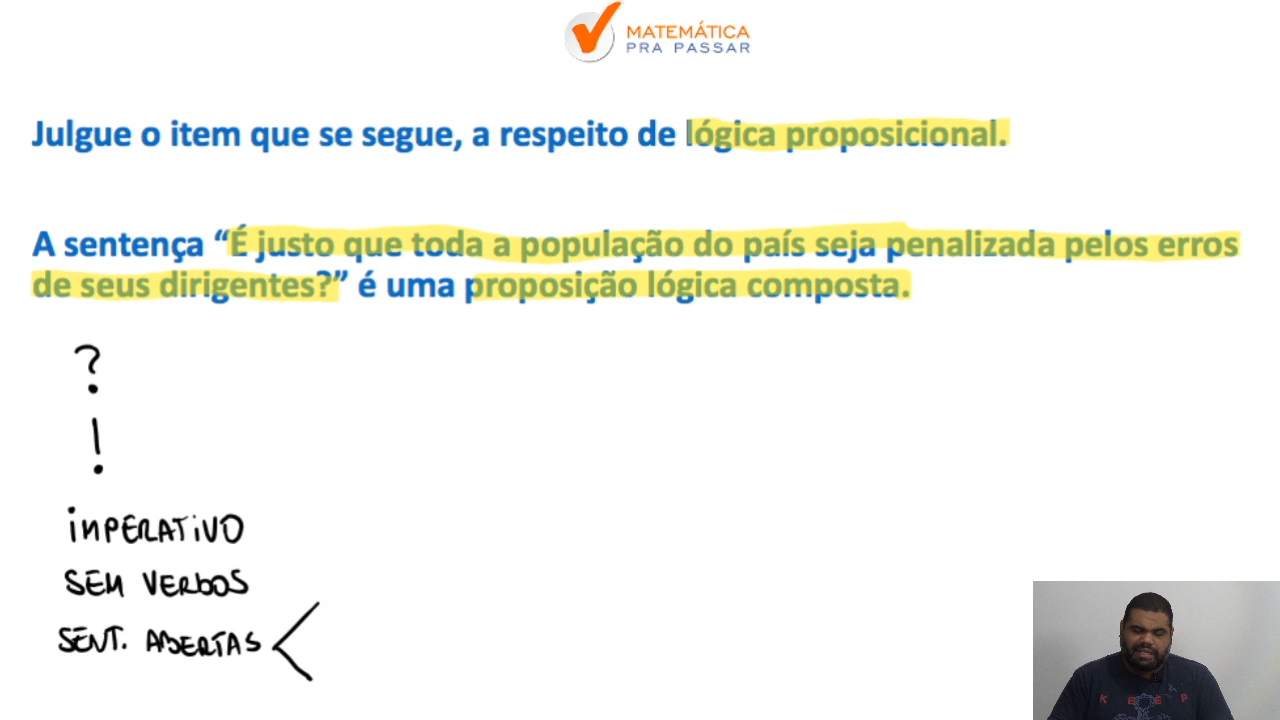 MATEMÁTICA
PRA PASSAR
Julgue o item que se segue, a respeito de lógica proposicional.
A sentença “É justo que toda a população do país seja penalizada pelos erros
de seus dirigentes?” é uma proposição lógica composta.
?
!
iMPERATiVO
SEM VERbOS
SENT. ABERTAS <
K E E P